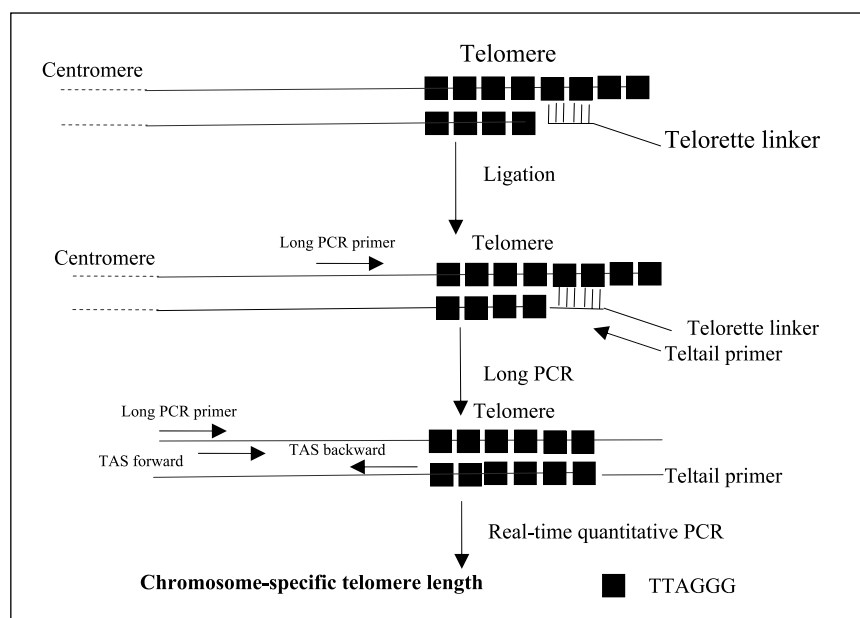 Telomere
Centromere
Telorette linker
Ligation
Long PCR primer
Telomere
Centromere
Telorette linker
Teltail primer
Long PCR
Long PCR primer
Telomere
TAS forward
TAS backward
Teltail primer
Real-time quantitative PCR
Chromosome-specific telomere length
TTAGGG